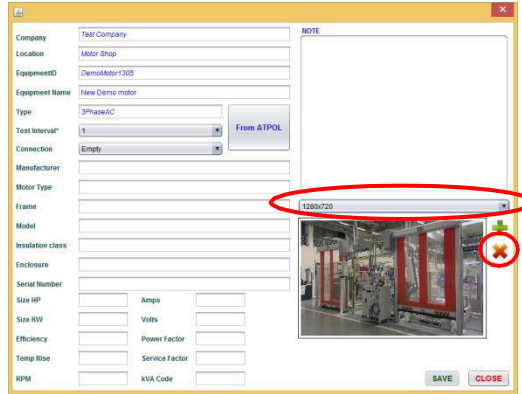 Company Test Company
Location Motor Shop
EquipmentID DemoMotor1305
Equipment Name New Demo motor
Type 3PhaseAC
Test Interval* 1
Connection Empty
From ATPOL
Manufacturer
Motor Type
Frame
Model
Insulation class
Enclosure
Serial Number
Size HP Amps
Size KW Volts
Efficiency Power Factor
Temp Rise Service Factor
RPM kVA Code
NOTE
1280x720
SAVE CLOSE